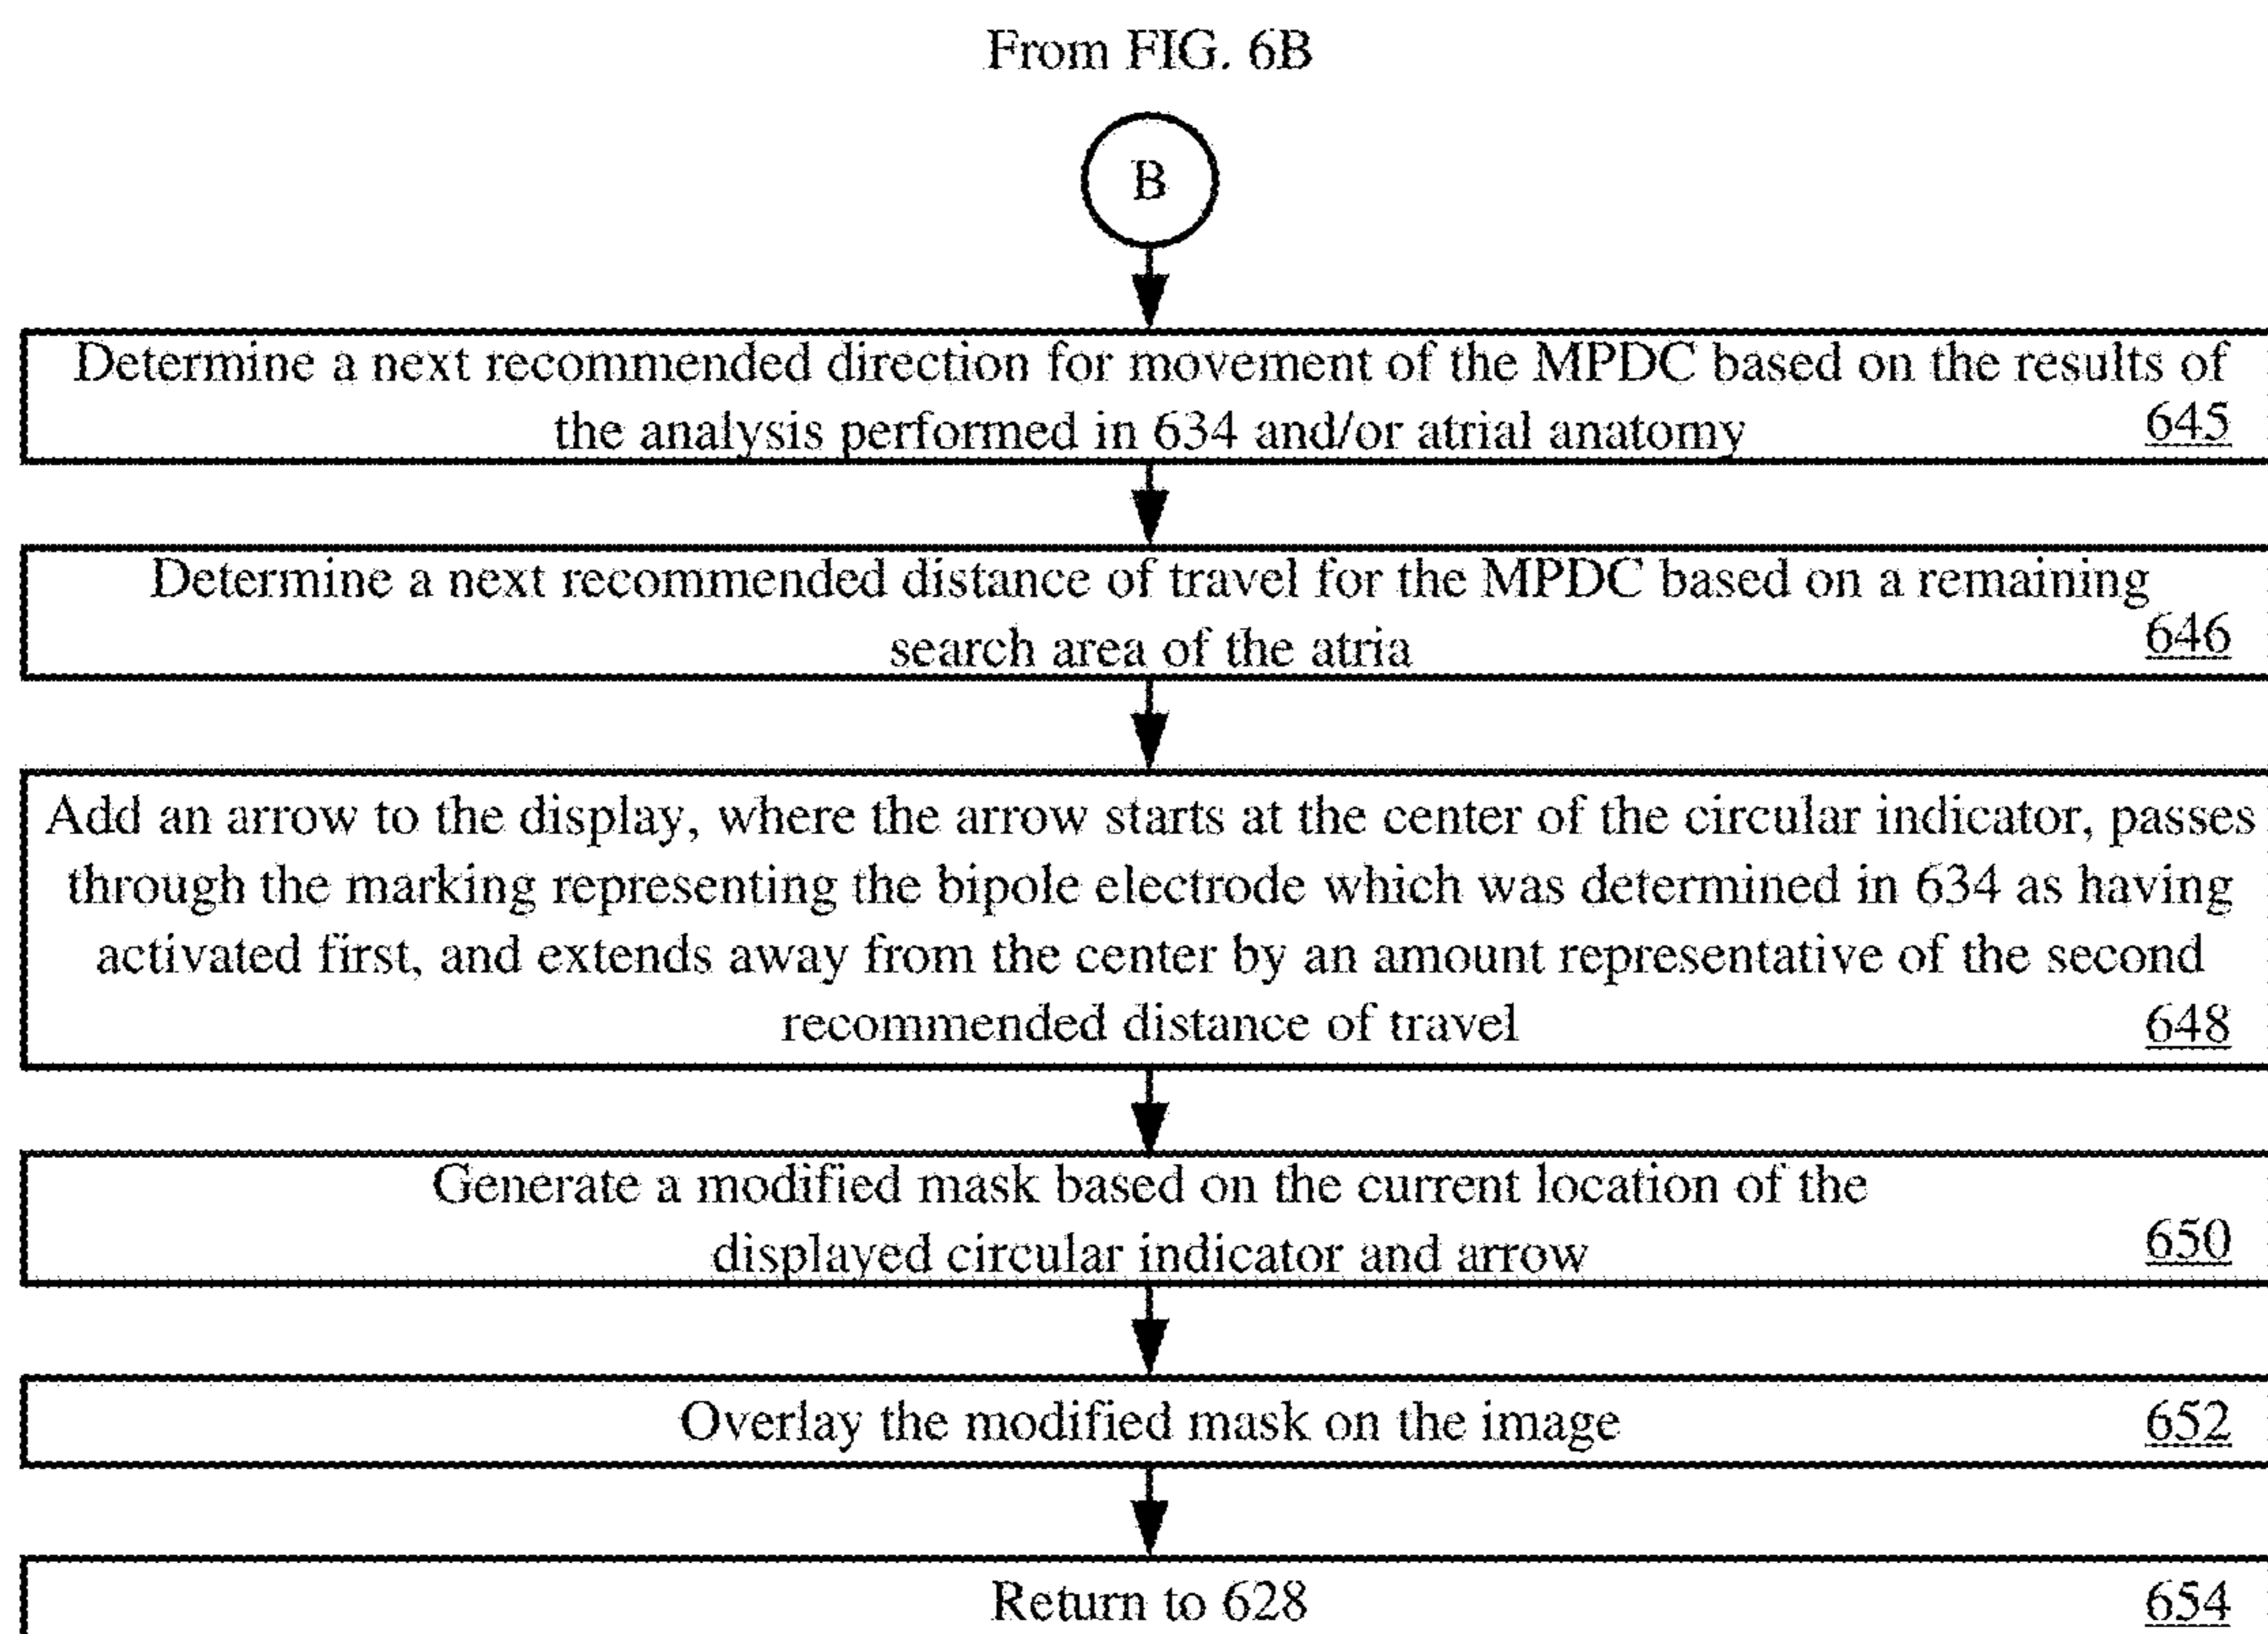 From FIG. 6B
B
Determine a next recommended direction for movement of the MPDC based on the results of
the analysis performed in 634 and/or atrial anatomy
645
Determine a next recommended distance of travel for the MPDC based on a remaining
search area of the atria
646
Add an arrow to the display, where the arrow starts at the center of the circular indicator, passes
through the marking representing the bipole electrode which was determined in 634 as having
activated first, and extends away from the center by an amount representative of the second
recommended distance of travel
648
Generate a modified mask based on the current location of the
displayed circular indicator and arrow
650
Overlay the modified mask on the image
652
Return to 628
654